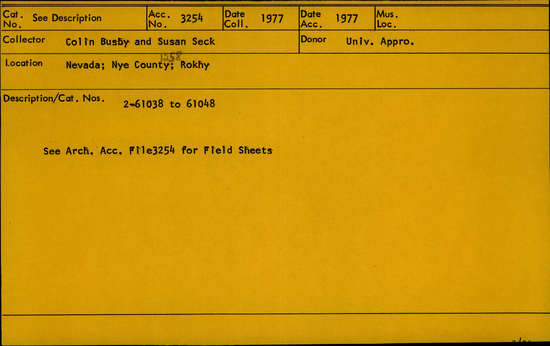 Cat. No. See Description Acc. No. 3254 Date Coll. 1977 Date Acc. 1977 Mus. Loc.
Collector Colin Busby and Susan Seck Donor Univ. Appro.
1258
Location Nevada; Nye County; Rokhy
Description/Cat. Nos. 2-61038 to 61048
See Arch. Acc. File3254 for Field Sheets